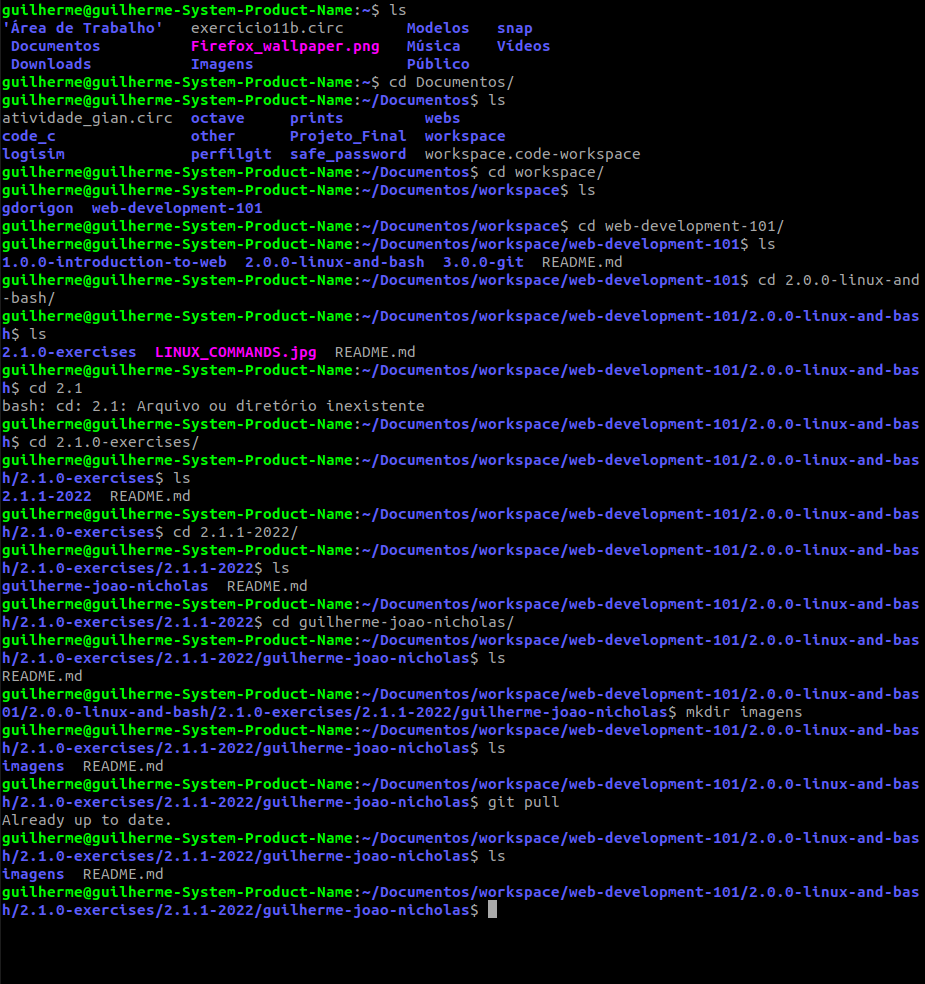 guilherme@guilherme-System-Product-Name:~$ ls
'Área de Trabalho'   exercicio11b.circ       Modelos   snap
 Documentos          Firefox_wallpaper.png   Música    Vídeos
 Downloads           Imagens                 Público
guilherme@guilherme-System-Product-Name:~$ cd Documentos/
guilherme@guilherme-System-Product-Name:~/Documentos$ ls
atividade_gian.circ  octave     prints         webs
code_c               other      Projeto_Final  workspace
logisim              perfilgit  safe_password  workspace.code-workspace
guilherme@guilherme-System-Product-Name:~/Documentos$ cd workspace/
guilherme@guilherme-System-Product-Name:~/Documentos/workspace$ ls
gdorigon  web-development-101
guilherme@guilherme-System-Product-Name:~/Documentos/workspace$ cd web-development-101/
guilherme@guilherme-System-Product-Name:~/Documentos/workspace/web-development-101$ ls
1.0.0-introduction-to-web  2.0.0-linux-and-bash  3.0.0-git  README.md
guilherme@guilherme-System-Product-Name:~/Documentos/workspace/web-development-101$ cd 2.0.0-linux-and
-bash/
guilherme@guilherme-System-Product-Name:~/Documentos/workspace/web-development-101/2.0.0-linux-and-bas
h$ ls
2.1.0-exercises  LINUX_COMMANDS.jpg  README.md
guilherme@guilherme-System-Product-Name:~/Documentos/workspace/web-development-101/2.0.0-linux-and-bas
h$ cd 2.1
bash: cd: 2.1: Arquivo ou diretório inexistente
guilherme@guilherme-System-Product-Name:~/Documentos/workspace/web-development-101/2.0.0-linux-and-bas
h$ cd 2.1.0-exercises/
guilherme@guilherme-System-Product-Name:~/Documentos/workspace/web-development-101/2.0.0-linux-and-bas
h/2.1.0-exercises$ ls
2.1.1-2022  README.md
guilherme@guilherme-System-Product-Name:~/Documentos/workspace/web-development-101/2.0.0-linux-and-bas
h/2.1.0-exercises$ cd 2.1.1-2022/
guilherme@guilherme-System-Product-Name:~/Documentos/workspace/web-development-101/2.0.0-linux-and-bas
h/2.1.0-exercises/2.1.1-2022$ ls
guilherme-joao-nicholas  README.md
guilherme@guilherme-System-Product-Name:~/Documentos/workspace/web-development-101/2.0.0-linux-and-bas
h/2.1.0-exercises/2.1.1-2022$ cd guilherme-joao-nicholas/
guilherme@guilherme-System-Product-Name:~/Documentos/workspace/web-development-101/2.0.0-linux-and-bas
h/2.1.0-exercises/2.1.1-2022/guilherme-joao-nicholas$ ls
README.md
guilherme@guilherme-System-Product-Name:~/Documentos/workspace/web-development-101/2.0.0-linux-and-bas
01/2.0.0-linux-and-bash/2.1.0-exercises/2.1.1-2022/guilherme-joao-nicholas$ mkdir imagens
guilherme@guilherme-System-Product-Name:~/Documentos/workspace/web-development-101/2.0.0-linux-and-bas
h/2.1.0-exercises/2.1.1-2022/guilherme-joao-nicholas$ ls
imagens  README.md
guilherme@guilherme-System-Product-Name:~/Documentos/workspace/web-development-101/2.0.0-linux-and-bas
h/2.1.0-exercises/2.1.1-2022/guilherme-joao-nicholas$ git pull
Already up to date.
guilherme@guilherme-System-Product-Name:~/Documentos/workspace/web-development-101/2.0.0-linux-and-bas
h/2.1.0-exercises/2.1.1-2022/guilherme-joao-nicholas$ ls
imagens  README.md
guilherme@guilherme-System-Product-Name:~/Documentos/workspace/web-development-101/2.0.0-linux-and-bas
h/2.1.0-exercises/2.1.1-2022/guilherme-joao-nicholas$